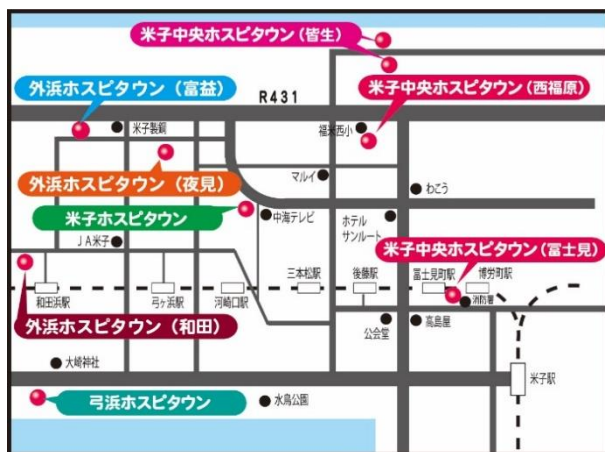 米子中央ホスピタウン(皆生)
外浜ホスピタウン(富益)
R431
米子中央ホスピタウン(西福原)
米子製鋼
福米西小
外浜ホスピタウン(夜見)
マルイ
わこう
米子ホスピタウン
中海テレビ
ホテル
サンルート
JA米子
米子中央ホスピタウン(冨士見)
三本松駅
後藤駅
冨士見町駅
博労町駅
和田浜駅
弓ヶ浜駅
河崎口駅
消防署
外浜ホスピタウン(和田)
公会堂
高島屋
大崎神社
米子駅
弓浜ホスピタウン
水鳥公園